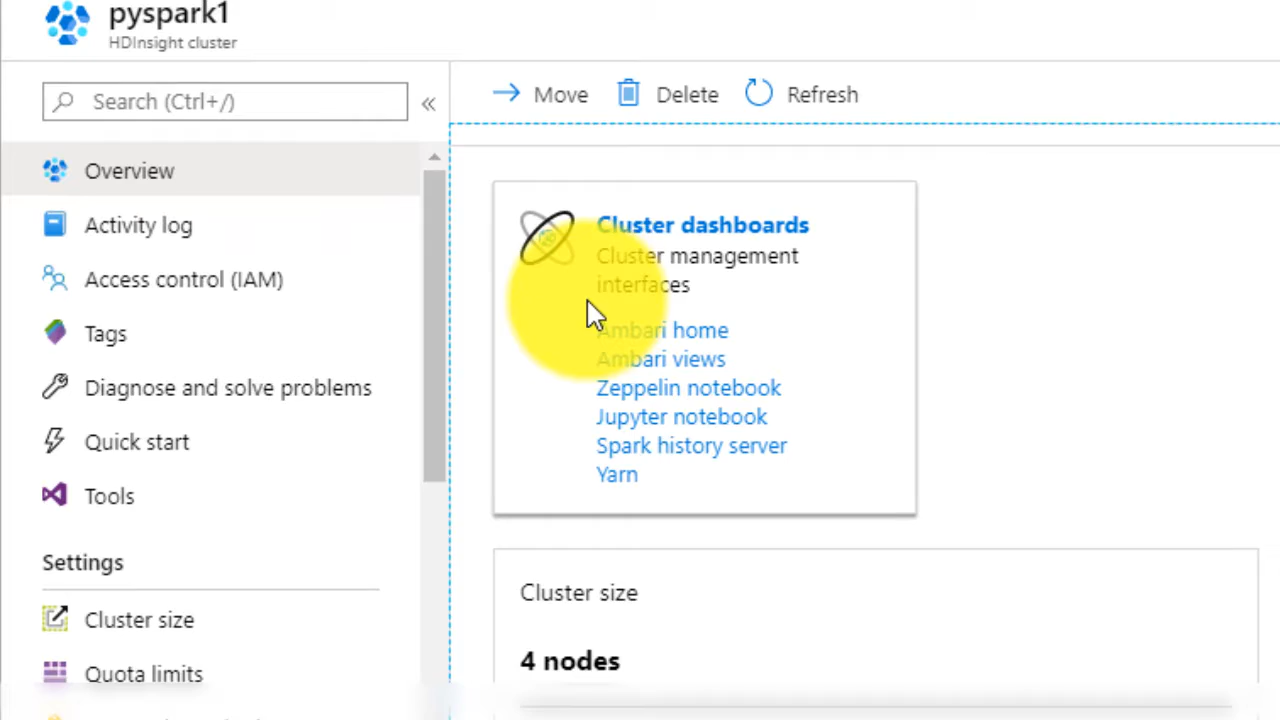 pyspark1
HDInsight cluster
Search (Ctrl+/)
«
Move Delete Refresh
Overview
Activity log
Access control (IAM)
Tags
Diagnose and solve problems
Quick start
Tools
Settings
Cluster size
Quota limits
Cluster dashboards
Cluster management
interfaces
Ambari home
Ambari views
Zeppelin notebook
Jupyter notebook
Spark history server
Yarn
Cluster size
4 nodes